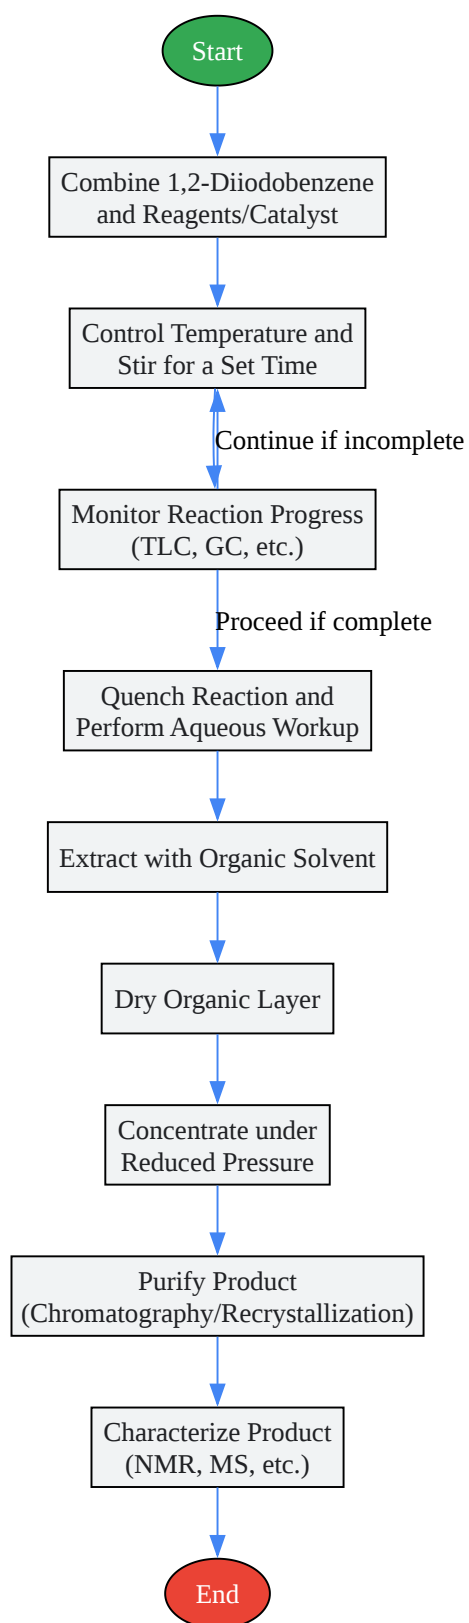 Start
Combine 1,2-Diiodobenzene
and Reagents/Catalyst
Control Temperature and
Stir for a Set Time
Continue if incomplete
Monitor Reaction Progress
(TLC, GC, etc.)
Proceed if complete
Quench Reaction and
Perform Aqueous Workup
Extract with Organic Solvent
Dry Organic Layer
Concentrate under
Reduced Pressure
Purify Product
(Chromatography/Recrystallization)
Characterize Product
(NMR, MS, etc.)
End